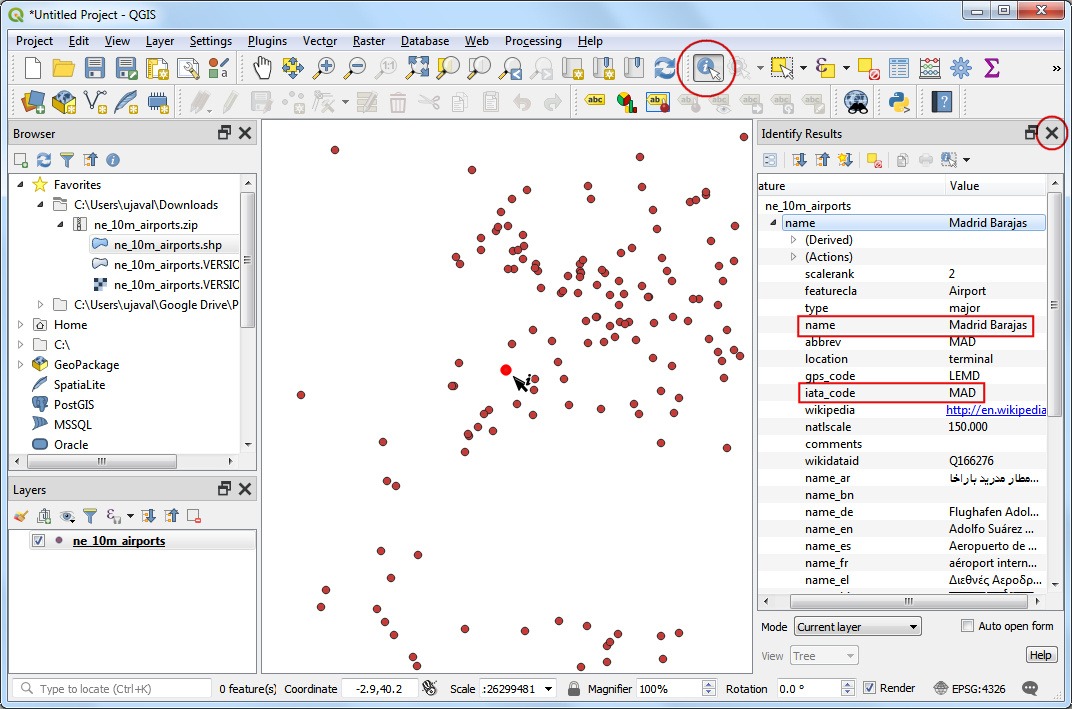 *Untitled Project - QGIS
Project Edit View Layer Settings Plugins Vector Raster Database Web Processing Help
abc
Browser
Favorites
C:\Users\ujaval\Downloads
ne_10m_airports.zip
ne_10m_airports.shp
ne_10m_airports.VERSIO
ne_10m_airports.VERSIO
C:\Users\ujaval\Google Drive\P
Home
C:\
GeoPackage
SpatiaLite
PostGIS
MSSQL
Oracle
Layers
ne_10m_airports
Identify Results
ature Value
ne_10m_airports
name Madrid Barajas
(Derived)
(Actions)
scalerank 2
featurecla Airport
type major
name Madrid Barajas
abbrev MAD
location terminal
gps_code LEMD
iata_code MAD
wikipedia http://en.wikipedia
natlscale 150.000
comments
wikidataid Q166276
name_ar مطار مدريد باراخا...
name_bn
name_de Flughafen Adol...
name_en Adolfo Suárez ...
name_es Aeropuerto de ...
name_fr aéroport intern...
name_el Διεθνές Αεροδρ...
Mode Current layer Auto open form
View Tree Help
Type to locate (Ctrl+K) 0 feature(s) Coordinate -2.9,40.2 Scale :26299481 Magnifier 100% Rotation 0.0 ° Render EPSG:4326